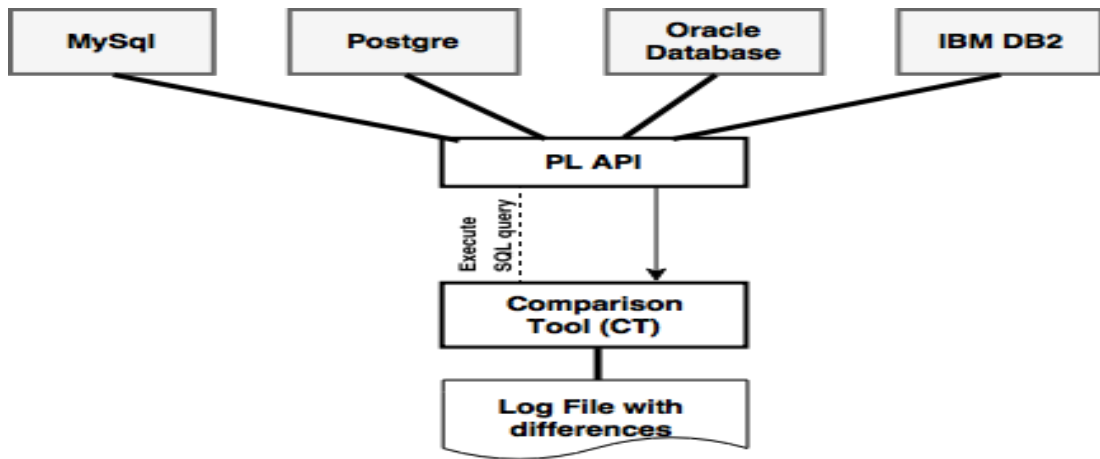 MySql
Postgre
Oracle
Database
IBM DB2
PL API
Execute
SQL query
Comparison
Tool (CT)
Log File with
differences